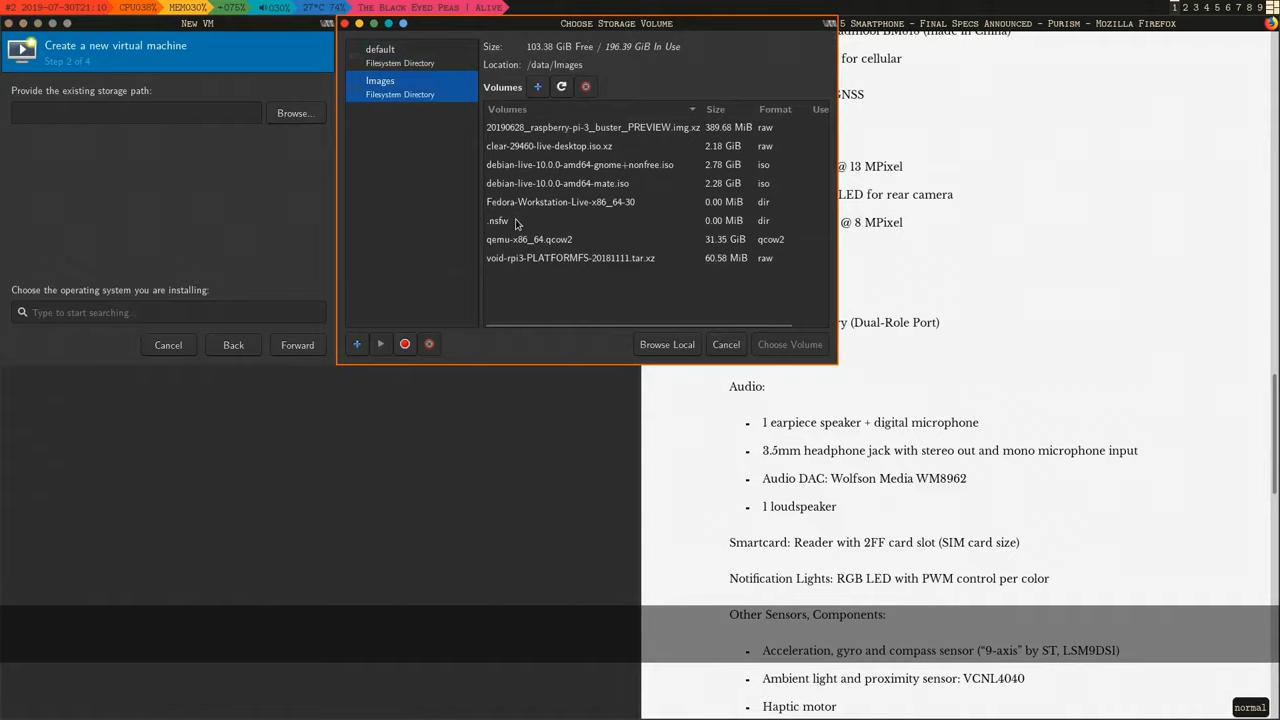 #2 2019-07-30T21:10 CPU038% MEM030% +075% 030% 27°C 74% The Black Eyed Peas | Alive
1 2 3 4 5 6 7 8 9
New VM
Create a new virtual machine
Step 2 of 4
Provide the existing storage path:
Browse...
Choose the operating system you are installing:
Type to start searching...
Cancel Back Forward
Choose Storage Volume
default
Filesystem Directory
Images
Filesystem Directory
Size: 103.38 GiB Free / 196.39 GiB In Use
Location: /data/Images
Volumes
Volumes Size Format Use
20190628_raspberry-pi-3_buster_PREVIEW.img.xz 389.68 MiB raw
clear-29460-live-desktop.iso.xz 2.18 GiB raw
debian-live-10.0.0-amd64-gnome+nonfree.iso 2.78 GiB iso
debian-live-10.0.0-amd64-mate.iso 2.28 GiB iso
Fedora-Workstation-Live-x86_64-30 0.00 MiB dir
.nsfw 0.00 MiB dir
qemu-x86_64.qcow2 31.35 GiB qcow2
void-rpi3-PLATFORMFS-20181111.tar.xz 60.58 MiB raw
Browse Local Cancel Choose Volume
5 Smartphone – Final Specs Announced – Purism - Mozilla Firefox
(made in China)
for cellular
GNSS
@ 13 MPixel
LED for rear camera
@ 8 MPixel
ry (Dual-Role Port)
Audio:
1 earpiece speaker + digital microphone
3.5mm headphone jack with stereo out and mono microphone input
Audio DAC: Wolfson Media WM8962
1 loudspeaker
Smartcard: Reader with 2FF card slot (SIM card size)
Notification Lights: RGB LED with PWM control per color
Other Sensors, Components:
Acceleration, gyro and compass sensor (“9-axis” by ST, LSM9DS1)
Ambient light and proximity sensor: VCNL4040
Haptic motor
normal